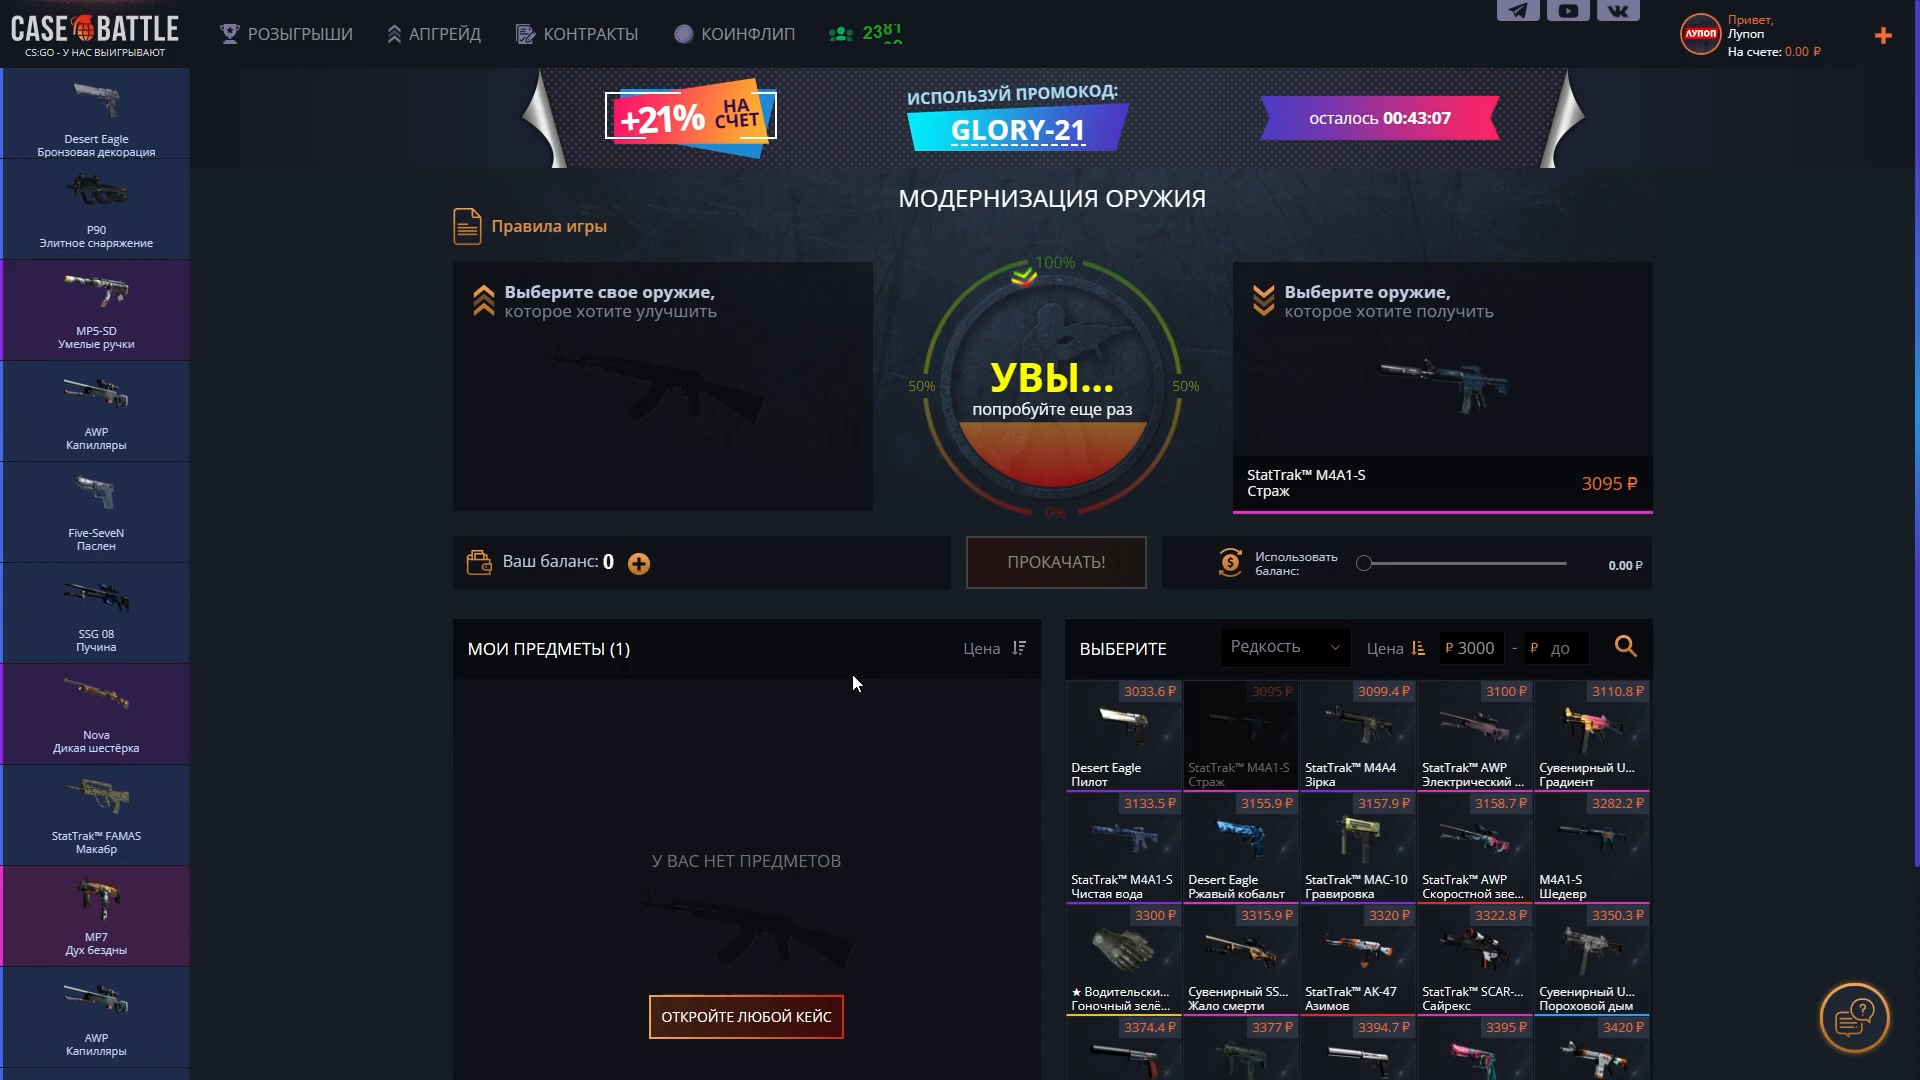 CASE BATTLE
CS:GO - У НАС ВЫИГРЫВАЮТ
РОЗЫГРЫШИ
АПГРЕЙД
КОНТРАКТЫ
КОИНФЛИП
Привет,
Лупоп
На счете: 0.00 ₽
ЛУПОП
+
+21% НА СЧЕТ
ИСПОЛЬЗУЙ ПРОМОКОД:
GLORY-21
осталось 00:43:07
Desert Eagle
Бронзовая декорация
P90
Элитное снаряжение
MP5-SD
Умелые ручки
AWP
Капилляры
Five-SeveN
Паслен
SSG 08
Пучина
Nova
Дикая шестёрка
StatTrak™ FAMAS
Макабр
MP7
Дух бездны
AWP
Капилляры
МОДЕРНИЗАЦИЯ ОРУЖИЯ
Правила игры
Выберите свое оружие,
которое хотите улучшить
100%
50%
50%
0%
УВЫ...
попробуйте еще раз
Выберите оружие,
которое хотите получить
StatTrak™ M4A1-S
Страж
3095 ₽
Ваш баланс: 0
ПРОКАЧАТЬ!
Использовать
баланс:
0.00 ₽
МОИ ПРЕДМЕТЫ (1)
Цена
У ВАС НЕТ ПРЕДМЕТОВ
ОТКРОЙТЕ ЛЮБОЙ КЕЙС
ВЫБЕРИТЕ
Редкость
Цена
₽ 3000 - ₽ до
3033.6 ₽
Desert Eagle
Пилот
3095 ₽
StatTrak™ M4A1-S
Страж
3099.4 ₽
StatTrak™ M4A4
Зірка
3100 ₽
StatTrak™ AWP
Электрический ...
3110.8 ₽
Сувенирный U...
Градиент
3133.5 ₽
StatTrak™ M4A1-S
Чистая вода
3155.9 ₽
Desert Eagle
Ржавый кобальт
3157.9 ₽
StatTrak™ MAC-10
Гравировка
3158.7 ₽
StatTrak™ AWP
Скоростной зве...
3282.2 ₽
M4A1-S
Шедевр
3300 ₽
★ Водительски...
Гоночный зелё...
3315.9 ₽
Сувенирный SS...
Жало смерти
3320 ₽
StatTrak™ AK-47
Азимов
3322.8 ₽
StatTrak™ SCAR-...
Сайрекс
3350.3 ₽
Сувенирный U...
Пороховой дым
3374.4 ₽
3377 ₽
3394.7 ₽
3395 ₽
3420 ₽